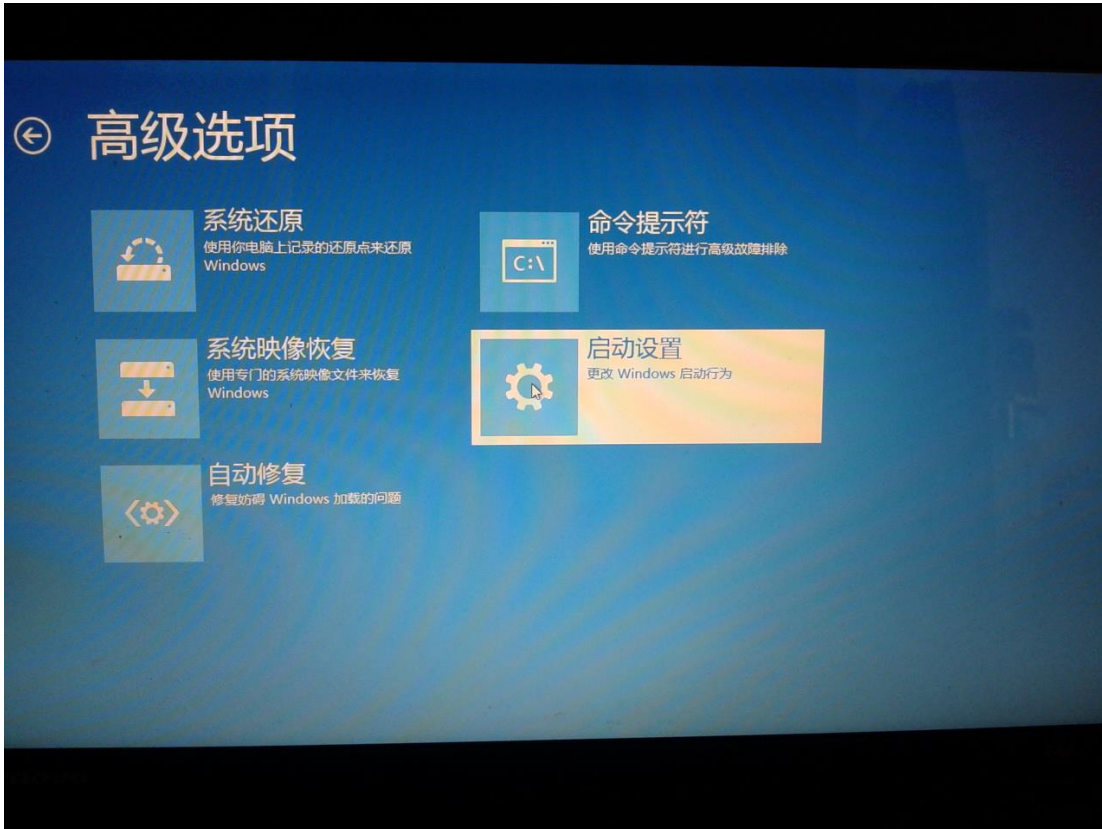 高级选项
系统还原
使用你电脑上记录的还原点来还原
Windows
命令提示符
使用命令提示符进行高级故障排除
C:\
系统映像恢复
使用专门的系统映像文件来恢复
Windows
启动设置
更改 Windows 启动行为
自动修复
修复妨碍 Windows 加载的问题